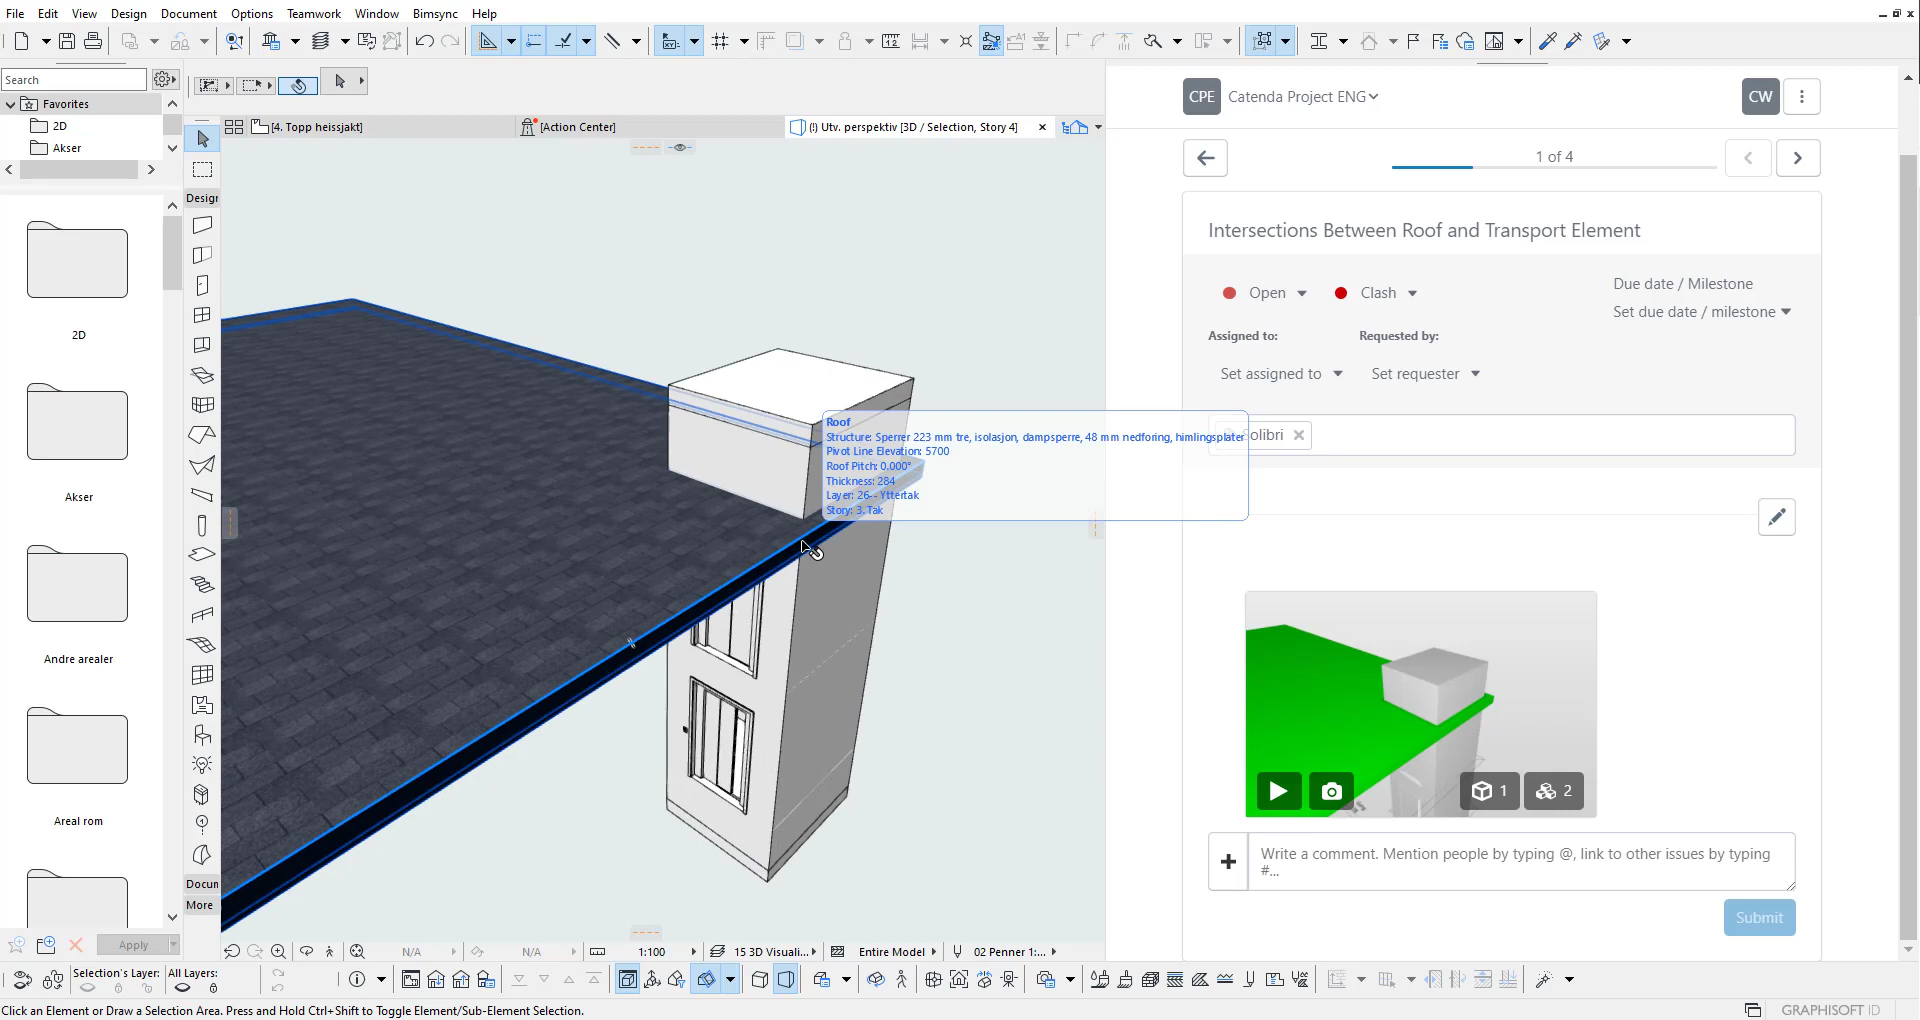 File Edit View Design Document Options Teamwork Window Bimsync Help
Search
Favorites
2D
Akser
2D
Akser
Andre arealer
Areal rom
Apply
Design
Docum
More
[4. Topp heissjakt]
[Action Center]
(!) Utv. perspektiv [3D / Selection, Story 4]
Roof
Structure: Sperrer 223 mm tre, isolasjon, dampsperre, 48 mm nedforing, himlingsplater
Pivot Line Elevation: 5700
Roof Pitch: 0.000°
Thickness: 284
Layer: 26-- Yttertak
Story: 3. Tak
N/A N/A 1:100 15 3D Visuali... Entire Model 02 Penner 1:...
Selection's Layer: All Layers:
Click an Element or Draw a Selection Area. Press and Hold Ctrl+Shift to Toggle Element/Sub-Element Selection.
GRAPHISOFT ID
CPE Catenda Project ENG
CW
1 of 4
Intersections Between Roof and Transport Element
Open Clash
Due date / Milestone
Set due date / milestone
Assigned to: Requested by:
Set assigned to Set requester
Solibri
1 2
Write a comment. Mention people by typing @, link to other issues by typing
#...
Submit